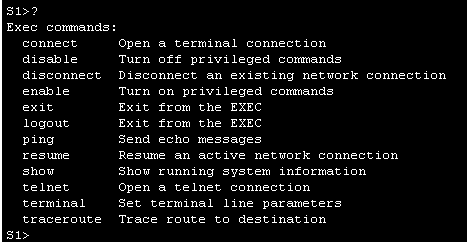 S1>?
Exec commands:
  connect     Open a terminal connection
  disable     Turn off privileged commands
  disconnect  Disconnect an existing network connection
  enable      Turn on privileged commands
  exit        Exit from the EXEC
  logout      Exit from the EXEC
  ping        Send echo messages
  resume      Resume an active network connection
  show        Show running system information
  telnet      Open a telnet connection
  terminal    Set terminal line parameters
  traceroute  Trace route to destination
S1>